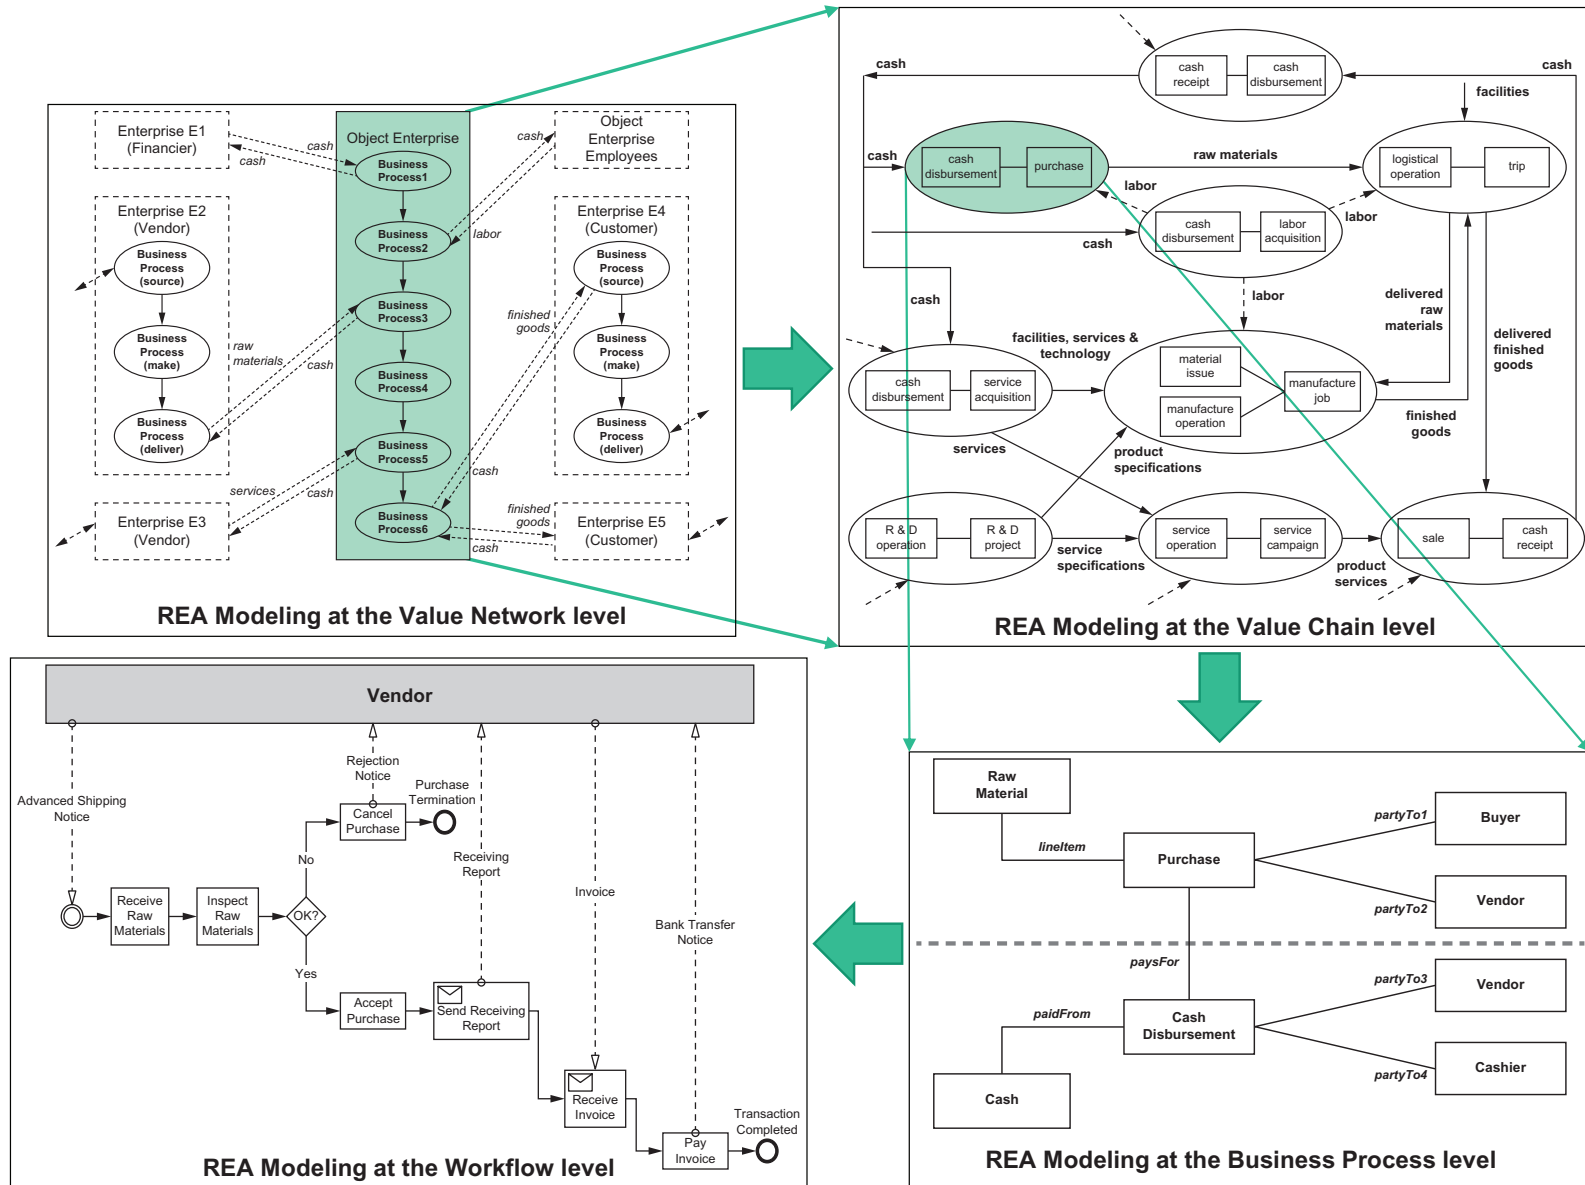 Enterprise E1
(Financier)
cash
cash
Object Enterprise
cash
Object
Enterprise
Employees
labor
Business
Process1
Business
Process2
Business
Process3
Business
Process4
Business
Process5
Business
Process6
Enterprise E2
(Vendor)
Business
Process
(source)
Business
Process
(make)
Business
Process
(deliver)
raw
materials
cash
Enterprise E4
(Customer)
Business
Process
(source)
Business
Process
(make)
Business
Process
(deliver)
finished
goods
cash
Enterprise E3
(Vendor)
services
cash
finished
goods
cash
Enterprise E5
(Customer)
REA Modeling at the Value Network level
cash
cash
receipt
cash
disbursement
cash
facilities
cash
cash
disbursement
purchase
raw materials
logistical
operation
trip
labor
labor
cash
disbursement
labor
acquisition
cash
cash
labor
delivered
raw
materials
delivered
finished
goods
facilities, services &
technology
cash
disbursement
service
acquisition
material
issue
manufacture
operation
manufacture
job
finished
goods
services
product
specifications
R & D
operation
R & D
project
service
specifications
service
operation
service
campaign
product
services
sale
cash
receipt
REA Modeling at the Value Chain level
Vendor
Advanced Shipping
Notice
Rejection
Notice
Purchase
Termination
Cancel
Purchase
No
Receiving
Report
Invoice
Bank Transfer
Notice
Receive
Raw
Materials
Inspect
Raw
Materials
OK?
Yes
Accept
Purchase
Send Receiving
Report
Receive
Invoice
Pay
Invoice
Transaction
Completed
REA Modeling at the Workflow level
Raw
Material
lineItem
Purchase
partyTo1
Buyer
partyTo2
Vendor
paysFor
paidFrom
Cash
Disbursement
partyTo3
Vendor
partyTo4
Cashier
Cash
REA Modeling at the Business Process level